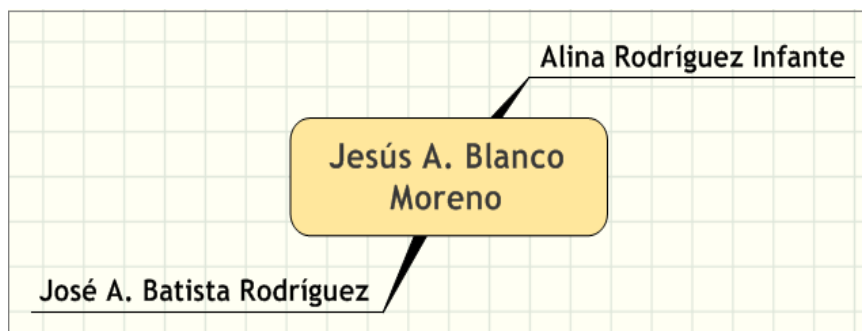 Alina Rodríguez Infante
Jesús A. Blanco
Moreno
José A. Batista Rodríguez